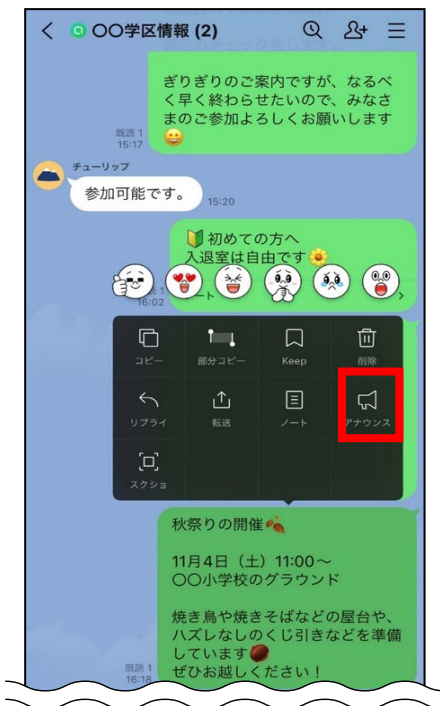 〇〇学区情報 (2)
ぎりぎりのご案内ですが、なるべ
く早く終わらせたいので、みなさ
まのご参加よろしくお願いします
既読 1
15:17
チューリップ
参加可能です。
15:20
初めての方へ
入退室は自由です
16:02
コピー
部分コピー
Keep
削除
リプライ
転送
ノート
アナウンス
スクショ
秋祭りの開催
11月4日（土）11:00～
〇〇小学校のグラウンド
焼き鳥や焼きそばなどの屋台や、
ハズレなしのくじ引きなどを準備
しています
ぜひお越しください！
既読 1
16:18